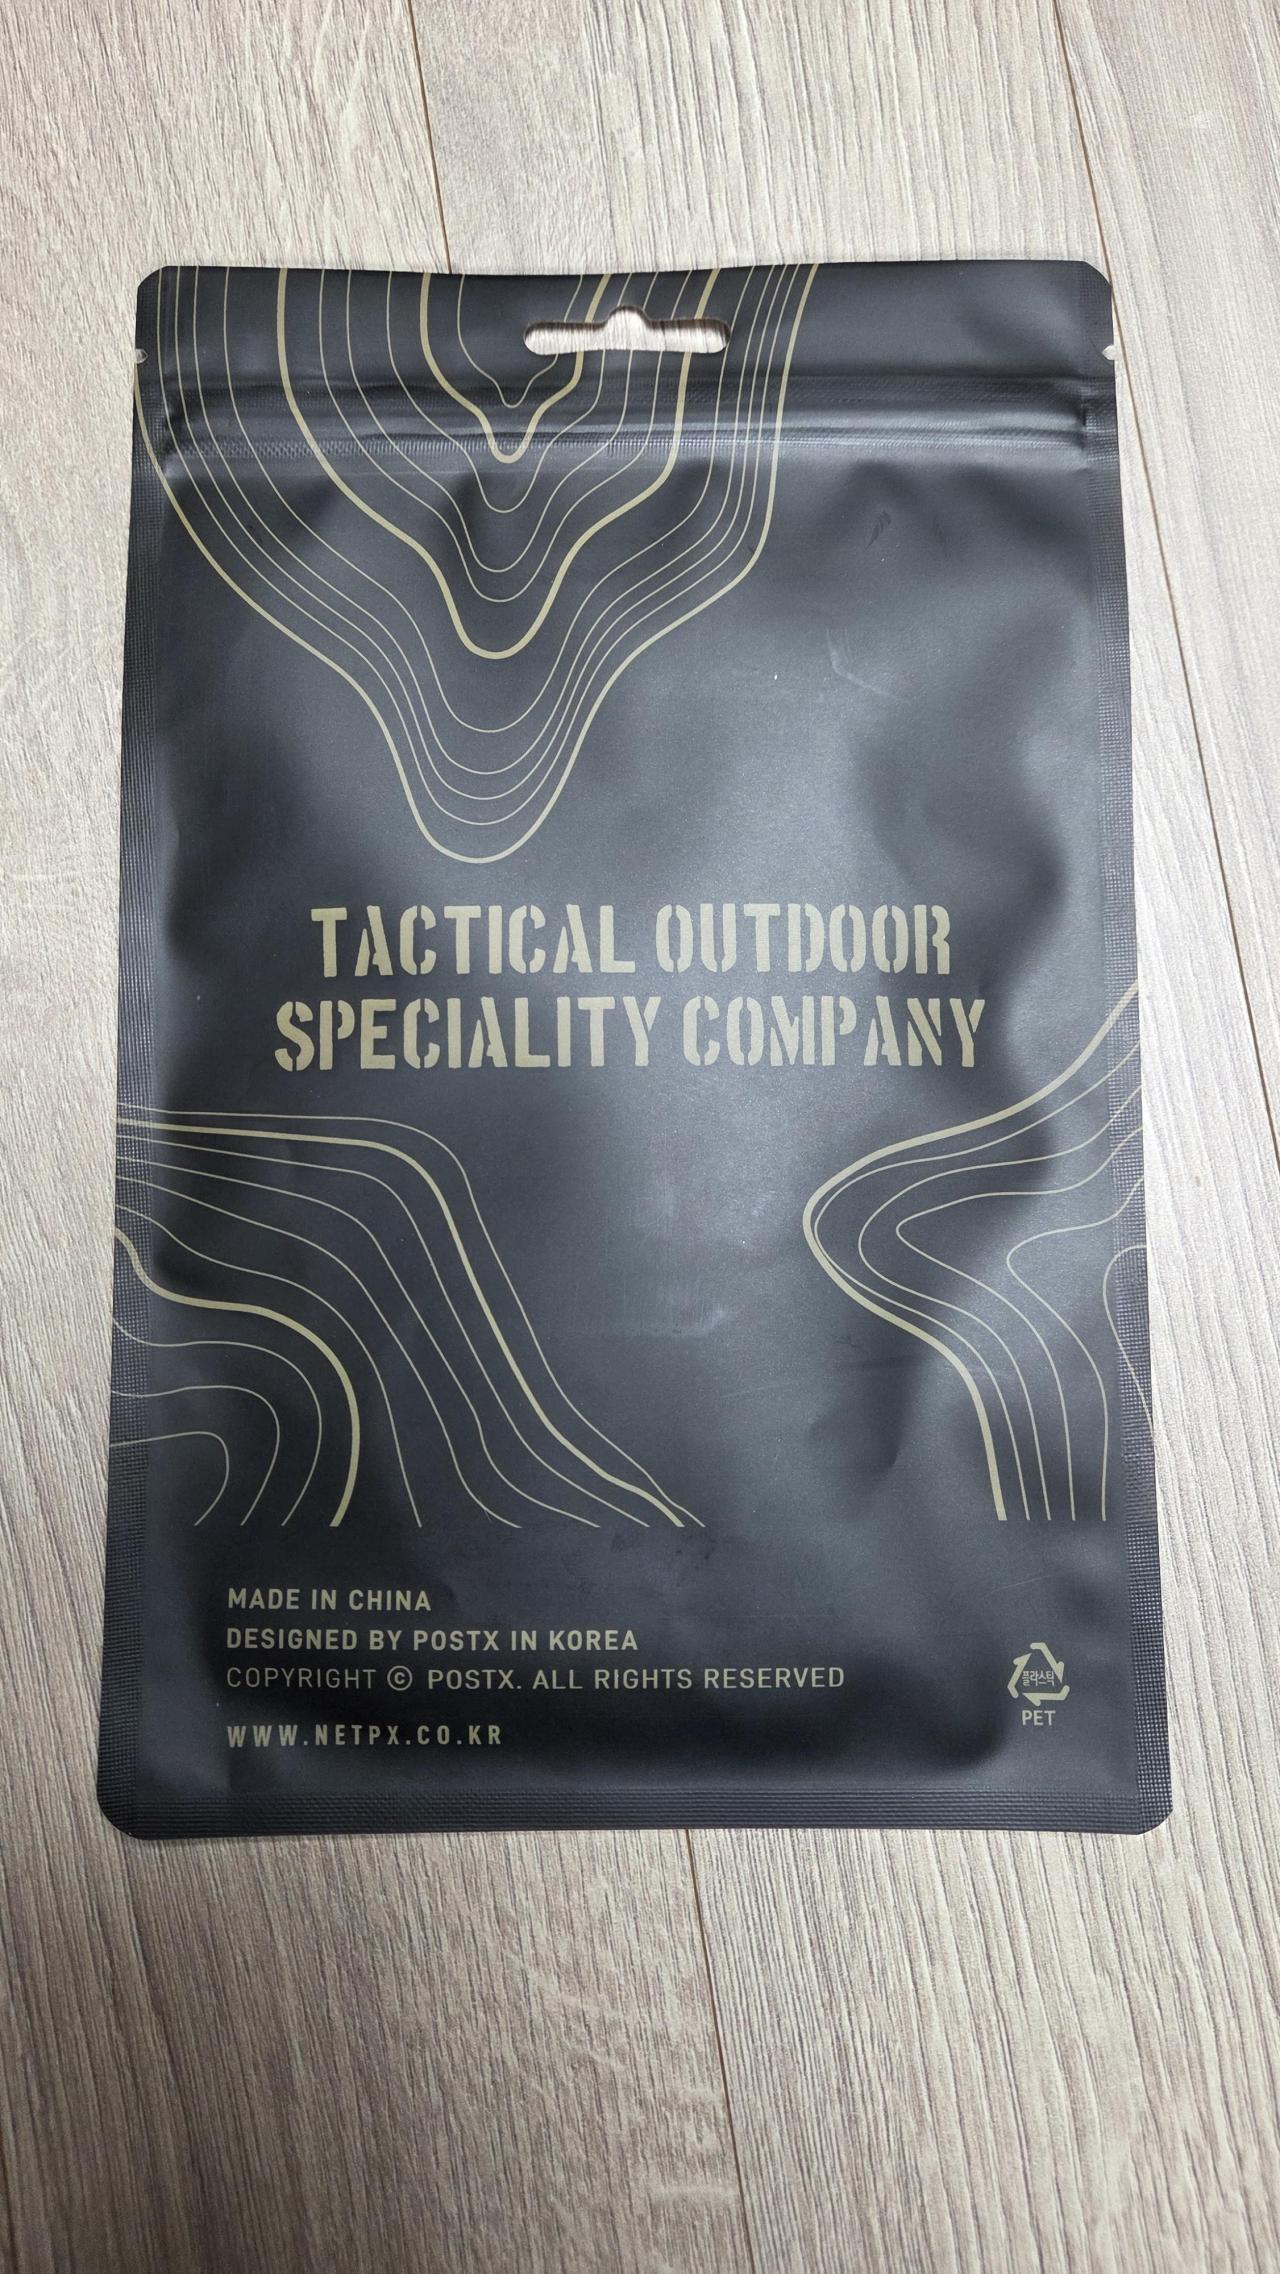 TACTICAL OUTDOOR
SPECIALITY COMPANY
MADE IN CHINA
DESIGNED BY POSTX IN KOREA
COPYRIGHT © POSTX. ALL RIGHTS RESERVED
WWW.NETPX.CO.KR
플라스틱
PET